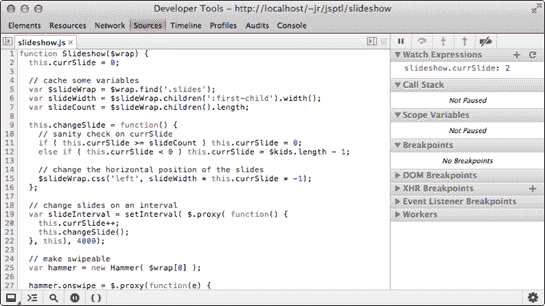 Developer Tools - http://localhost/~jr/jsptl/slideshow
Elements Resources Network Sources Timeline Profiles Audits Console
slideshow.js ×
1 function Slideshow($wrap) {
2 this.currSlide = 0;
3
4 // cache some variables
5 var $slideWrap = $wrap.find('.slides');
6 var slideWidth = $slideWrap.children(':first-child').width();
7 var slideCount = $slideWrap.children().length;
8
9 this.changeSlide = function() {
10 // sanity check on currSlide
11 if ( this.currSlide >= slideCount ) this.currSlide = 0;
12 else if ( this.currSlide < 0 ) this.currSlide = $kids.length - 1;
13
14 // change the horizontal position of the slides
15 $slideWrap.css('left', slideWidth * this.currSlide * -1);
16 };
17
18 // change slides on an interval
19 var slideInterval = setInterval( $.proxy( function() {
20 this.currSlide++;
21 this.changeSlide();
22 }, this), 4000);
23
24 // make swipeable
25 var hammer = new Hammer( $wrap[0] );
26
27 hammer.onswipe = $.proxy(function(e) {
Watch Expressions
slideshow.currSlide: 2
Call Stack
Not Paused
Scope Variables
Not Paused
Breakpoints
No Breakpoints
DOM Breakpoints
XHR Breakpoints
Event Listener Breakpoints
Workers